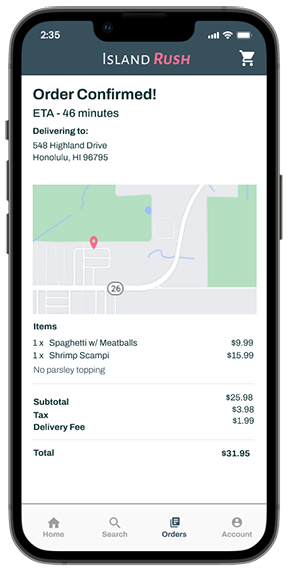 2:35
ISLAND RUSH
Order Confirmed!
ETA - 46 minutes
Delivering to:
548 Highland Drive
Honolulu, HI 96795
26
Items
1 x Spaghetti w/ Meatballs $9.99
1 x Shrimp Scampi $15.99
No parsley topping
Subtotal $25.98
Tax $3.98
Delivery Fee $1.99
Total $31.95
Home Search Orders Account